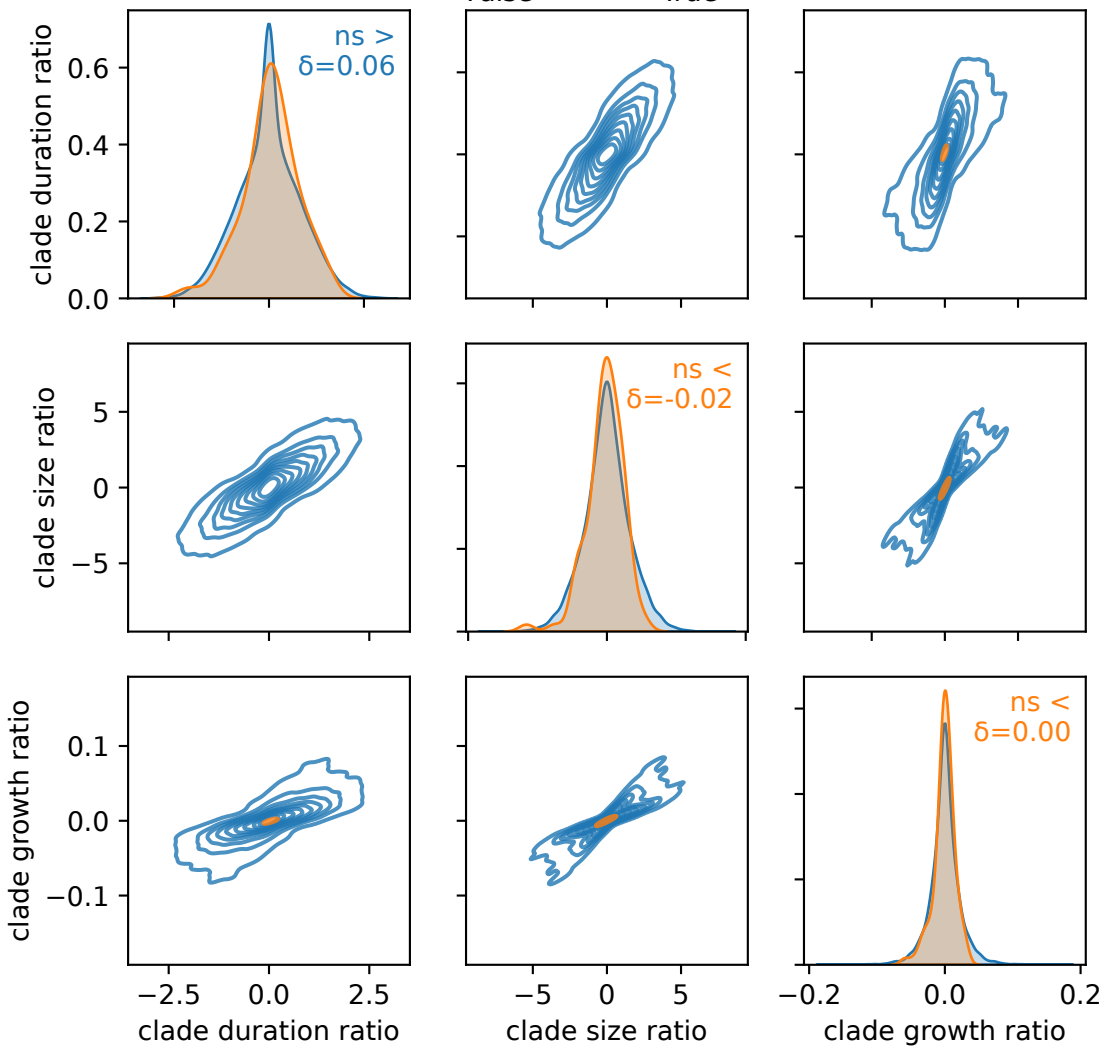 clade duration ratio
0.6
0.4
0.2
0.0
ns >
δ=0.06
clade size ratio
5
0
−5
ns <
δ=-0.02
clade growth ratio
0.1
0.0
−0.1
ns <
δ=0.00
−2.5 0.0 2.5
−5 0 5
−0.2 0.0 0.2
clade duration ratio
clade size ratio
clade growth ratio